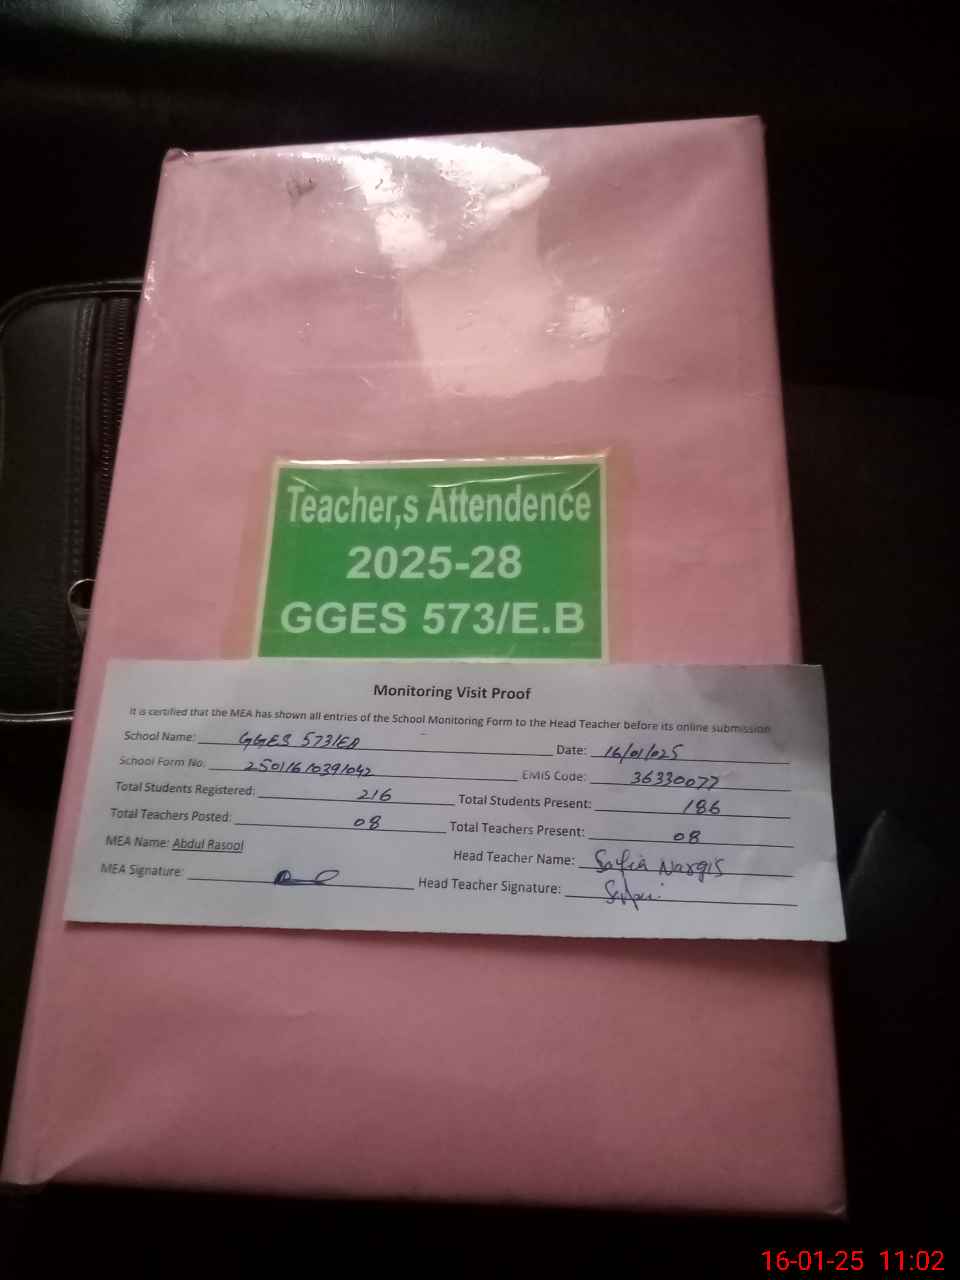 Teacher,s Attendence
2025-28
GGES 573/E.B
Monitoring Visit Proof
It is certified that the MEA has shown all entries of the School Monitoring Form to the Head Teacher before its online submission
School Name: GGES 573/EB Date: 16/01/025
School Form No: 25011610391042 EMIS Code: 36330077
Total Students Registered: 216 Total Students Present: 186
Total Teachers Posted: 08 Total Teachers Present: 08
MEA Name: Abdul Rasool Head Teacher Name: Safia Nargis
MEA Signature: Head Teacher Signature:
16-01-25 11:02